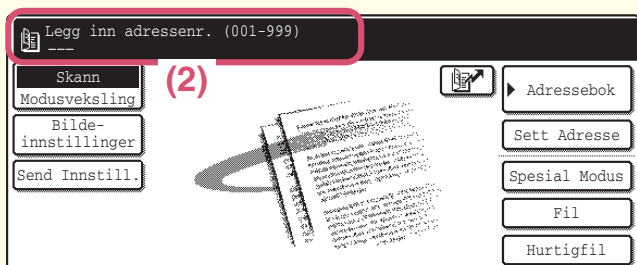 Legg inn adressenr. (001-999)
---
(2)
Skann
Modusveksling
Bilde-
innstillinger
Send Innstill.
Adressebok
Sett Adresse
Spesial Modus
Fil
Hurtigfil